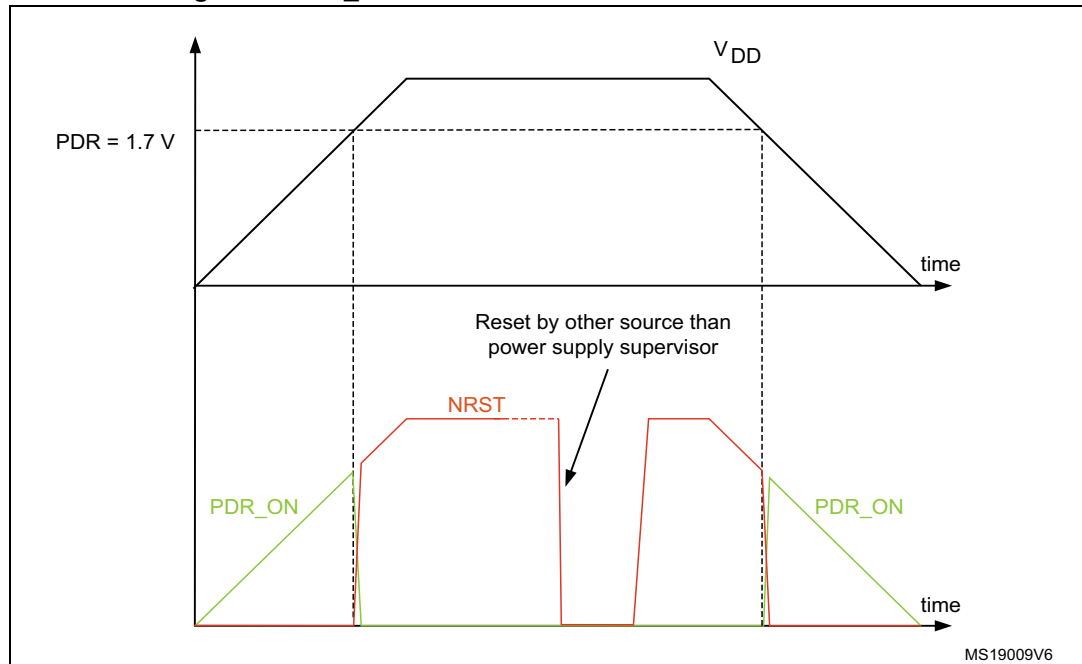 V DD
PDR = 1.7 V
time
Reset by other source than
power supply supervisor
NRST
PDR_ON
PDR_ON
time
MS19009V6